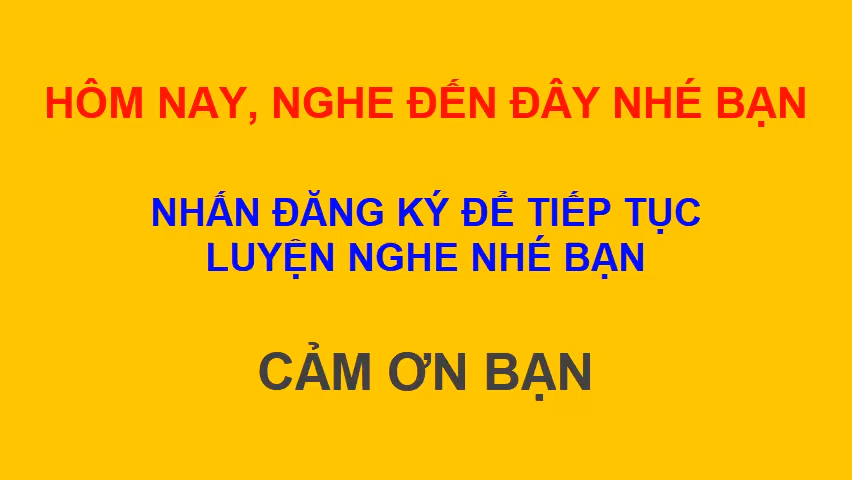 HÔM NAY, NGHE ĐẾN ĐÂY NHÉ BẠN
NHẤN ĐĂNG KÝ ĐỂ TIẾP TỤC
LUYỆN NGHE NHÉ BẠN
CẢM ƠN BẠN